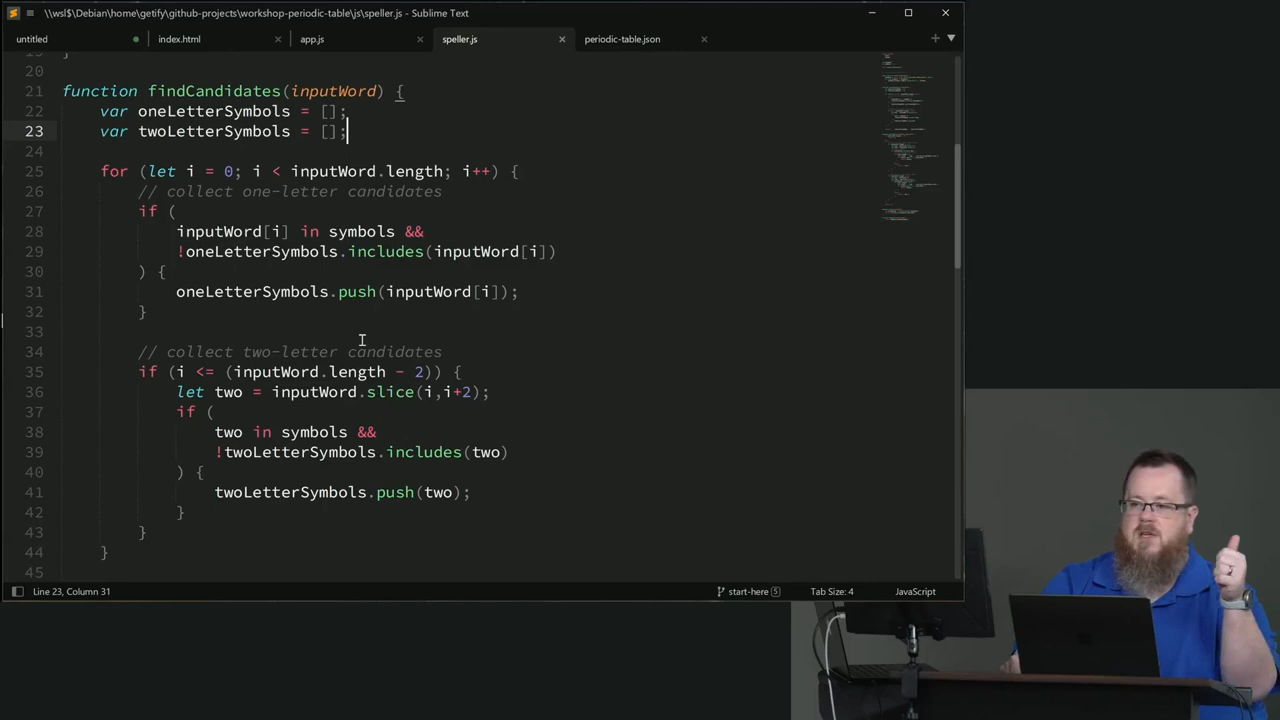 \\wsl$\Debian\home\getify\github-projects\workshop-periodic-table\js\speller.js - Sublime Text
untitled index.html app.js speller.js periodic-table.json
20
21 function findCandidates(inputWord) {
22 var oneLetterSymbols = [];
23 var twoLetterSymbols = [];
24
25 for (let i = 0; i < inputWord.length; i++) {
26 // collect one-letter candidates
27 if (
28 inputWord[i] in symbols &&
29 !oneLetterSymbols.includes(inputWord[i])
30 ) {
31 oneLetterSymbols.push(inputWord[i]);
32 }
33
34 // collect two-letter candidates
35 if (i <= (inputWord.length - 2)) {
36 let two = inputWord.slice(i,i+2);
37 if (
38 two in symbols &&
39 !twoLetterSymbols.includes(two)
40 ) {
41 twoLetterSymbols.push(two);
42 }
43 }
44 }
45
Line 23, Column 31 start-here 5 Tab Size: 4 JavaScript